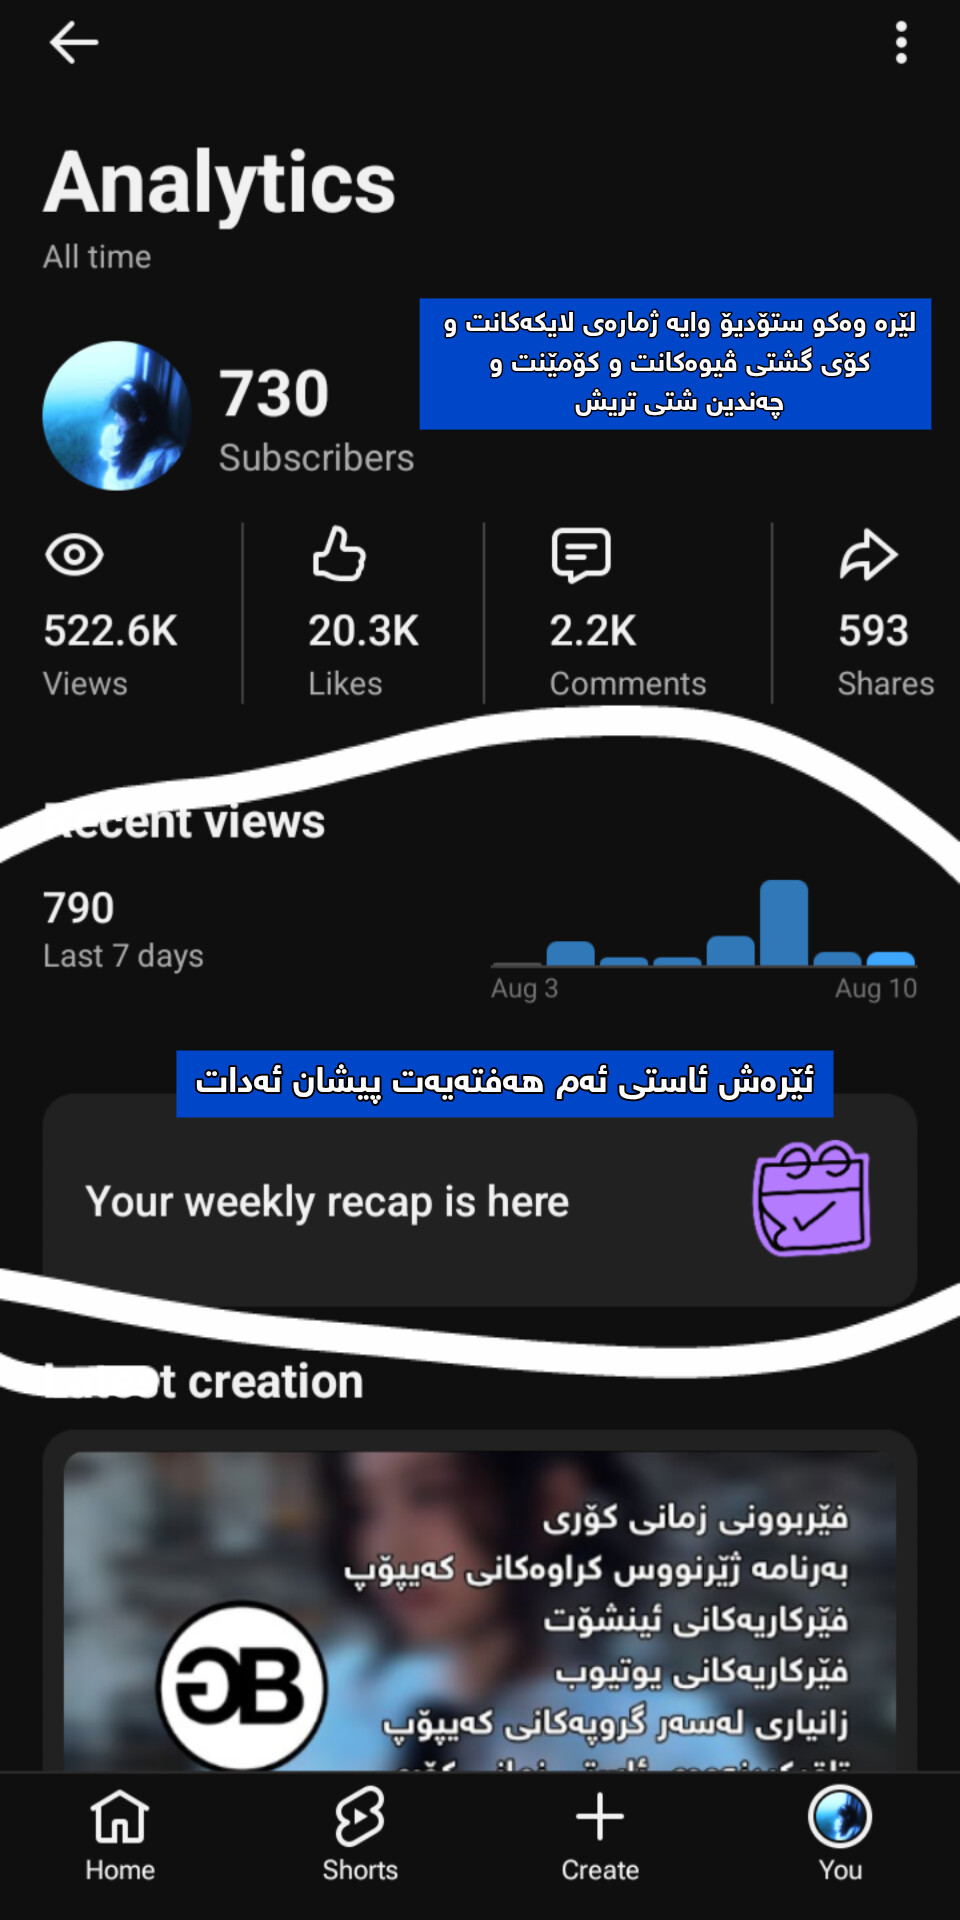 Analytics
All time
لێرە وەکو ستۆدیۆ وایە ژمارەی لایکەکانت و
کۆی گشتی ڤیوەکانت و کۆمێنت و
چەندین شتی تریش
730
Subscribers
522.6K
Views
20.3K
Likes
2.2K
Comments
593
Shares
Recent views
790
Last 7 days
Aug 3
Aug 10
ئێرەش ئاستی ئەم هەفتەیەت پیشان ئەدات
Your weekly recap is here
Latest creation
فێربوونی زمانی کۆری
بەرنامە ژێرنووس کراوەکانی کەیپۆپ
فێرکاریەکانی ئینشۆت
فێرکاریەکانی یوتیوب
زانیاری لەسەر گروپەکانی کەیپۆپ
GB
Home
Shorts
Create
You